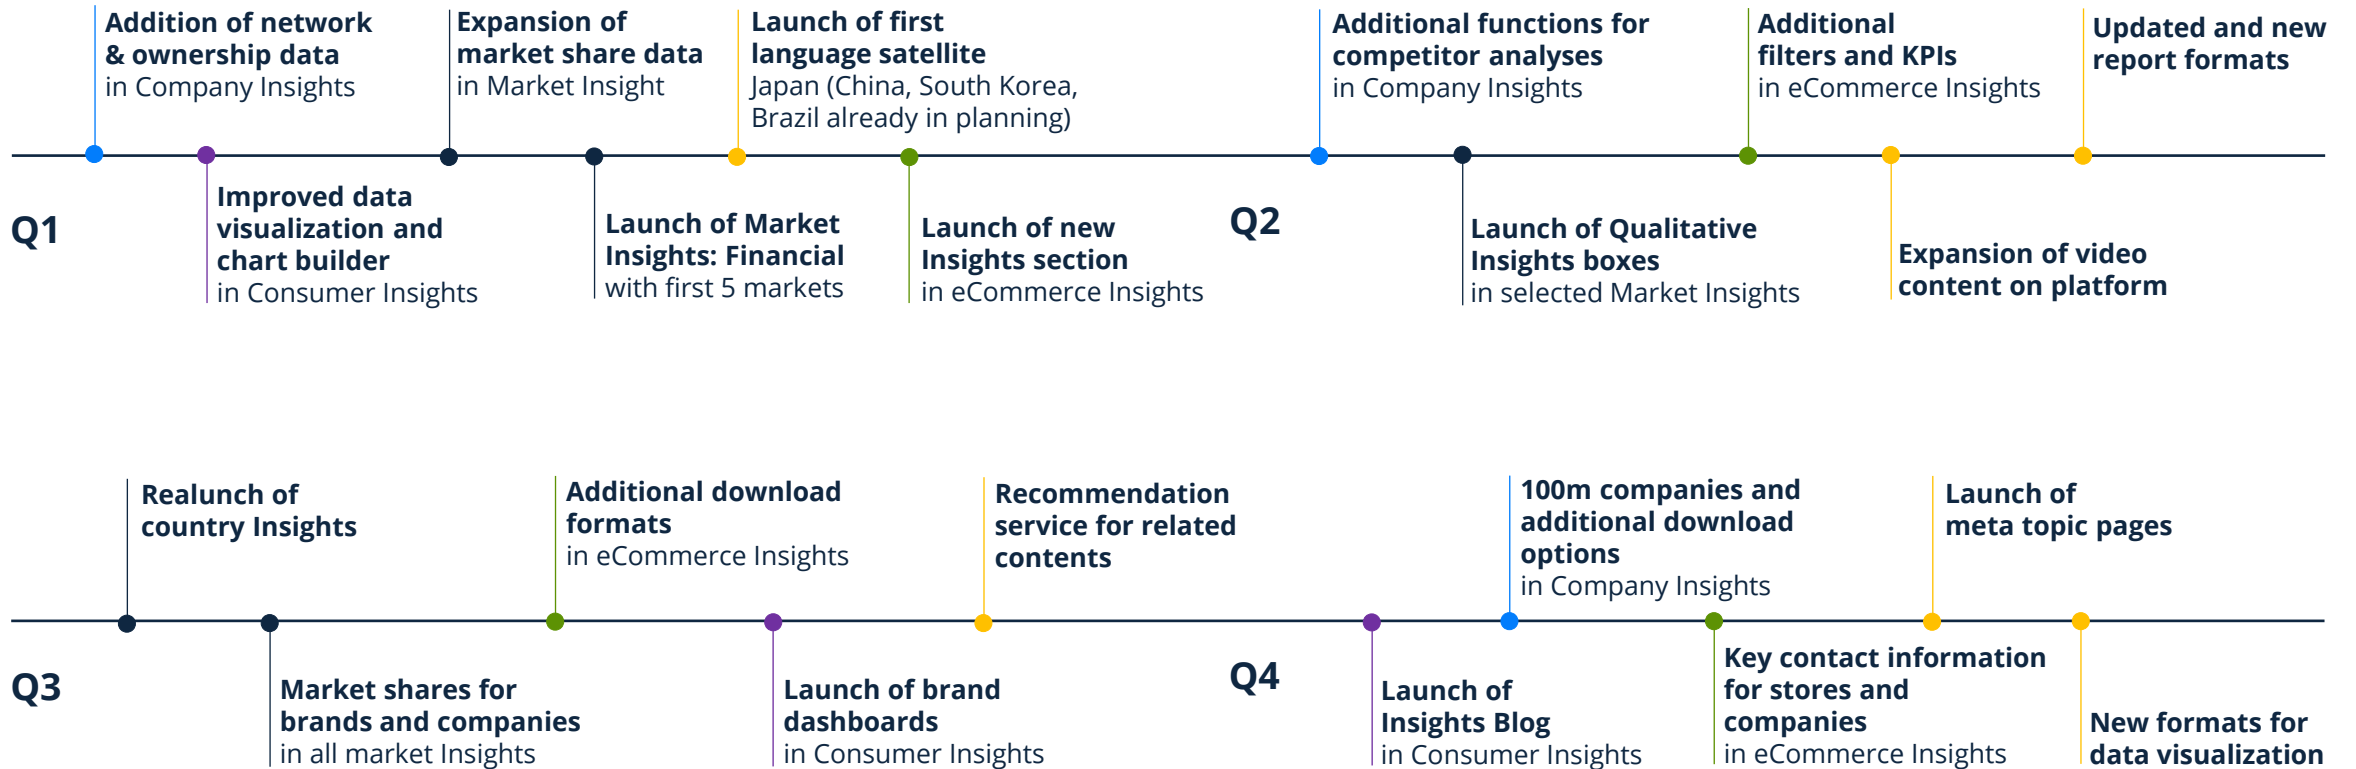 Addition of network
& ownership data
in Company Insights
Expansion of
market share data
in Market Insight
Launch of first
language satellite
Japan (China, South Korea,
Brazil already in planning)
Additional functions for
competitor analyses
in Company Insights
Additional
filters and KPIs
in eCommerce Insights
Updated and new
report formats
Q1
Improved data
visualization and
chart builder
in Consumer Insights
Launch of Market
Insights: Financial
with first 5 markets
Launch of new
Insights section
in eCommerce Insights
Q2
Launch of Qualitative
Insights boxes
in selected Market Insights
Expansion of video
content on platform
Realunch of
country Insights
Additional download
formats
in eCommerce Insights
Recommendation
service for related
contents
100m companies and
additional download
options
in Company Insights
Launch of
meta topic pages
Q3
Market shares for
brands and companies
in all market Insights
Launch of brand
dashboards
in Consumer Insights
Q4
Launch of
Insights Blog
in Consumer Insights
Key contact information
for stores and
companies
in eCommerce Insights
New formats for
data visualization